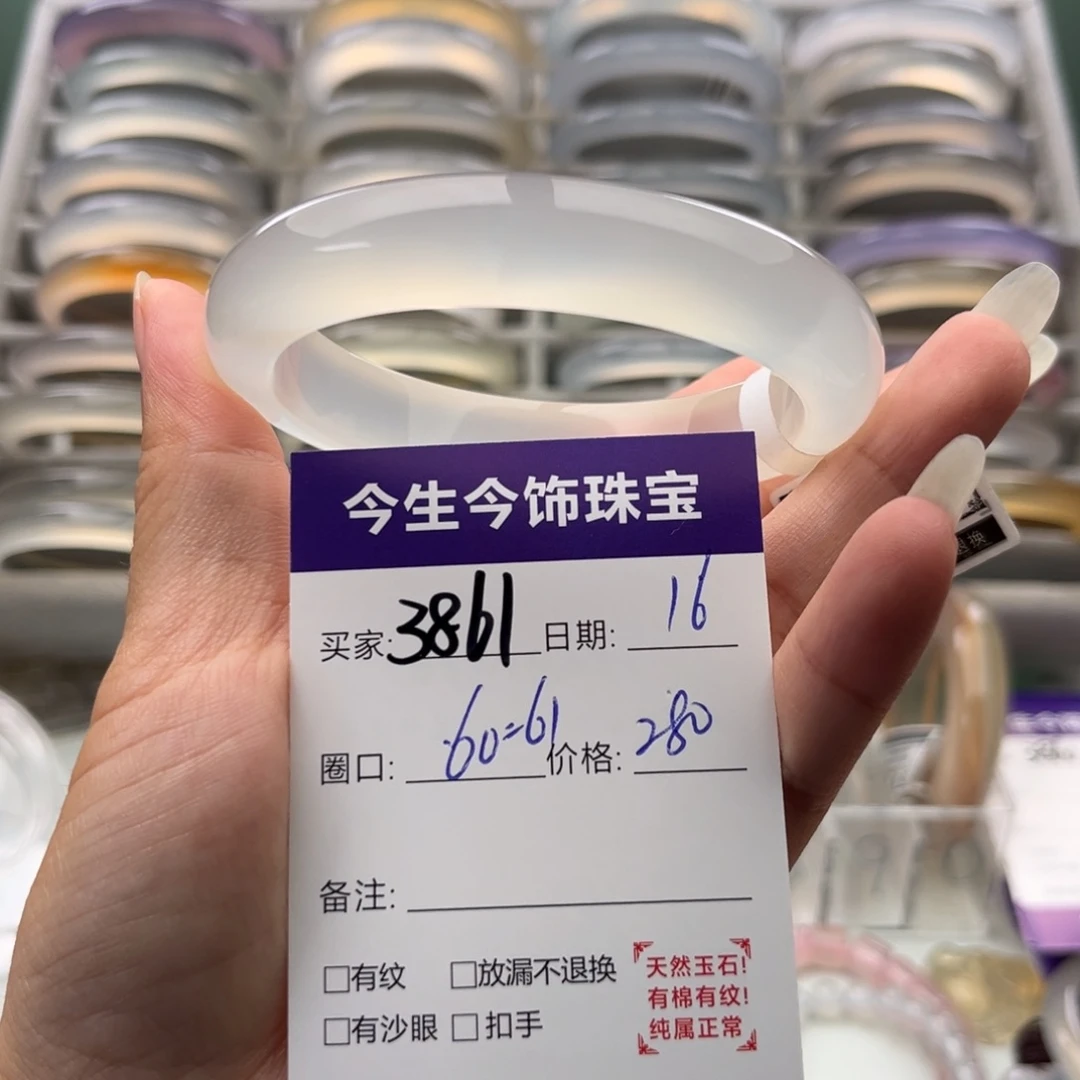 今生今饰珠宝
买家: 3861 日期: 16
圈口: 60=61 价格: 280
备注:
□有纹 □放漏不退换
□有沙眼 □扣手
天然玉石!
有棉有纹!
纯属正常
退换